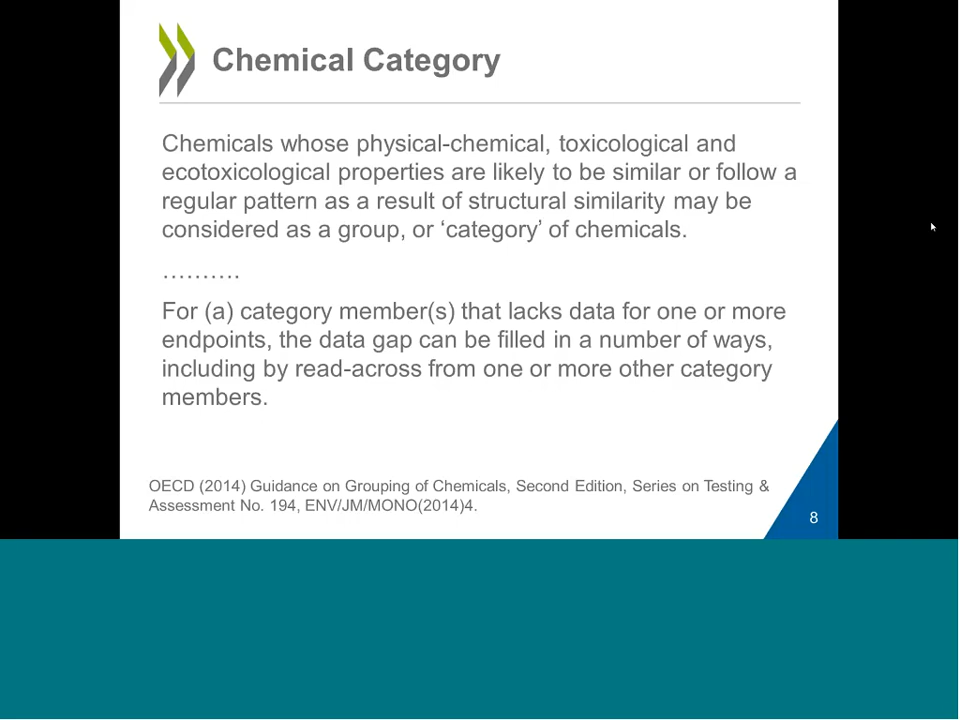 Chemical Category
Chemicals whose physical-chemical, toxicological and
ecotoxicological properties are likely to be similar or follow a
regular pattern as a result of structural similarity may be
considered as a group, or ‘category’ of chemicals.
……….
For (a) category member(s) that lacks data for one or more
endpoints, the data gap can be filled in a number of ways,
including by read-across from one or more other category
members.
OECD (2014) Guidance on Grouping of Chemicals, Second Edition, Series on Testing &
Assessment No. 194, ENV/JM/MONO(2014)4.
8